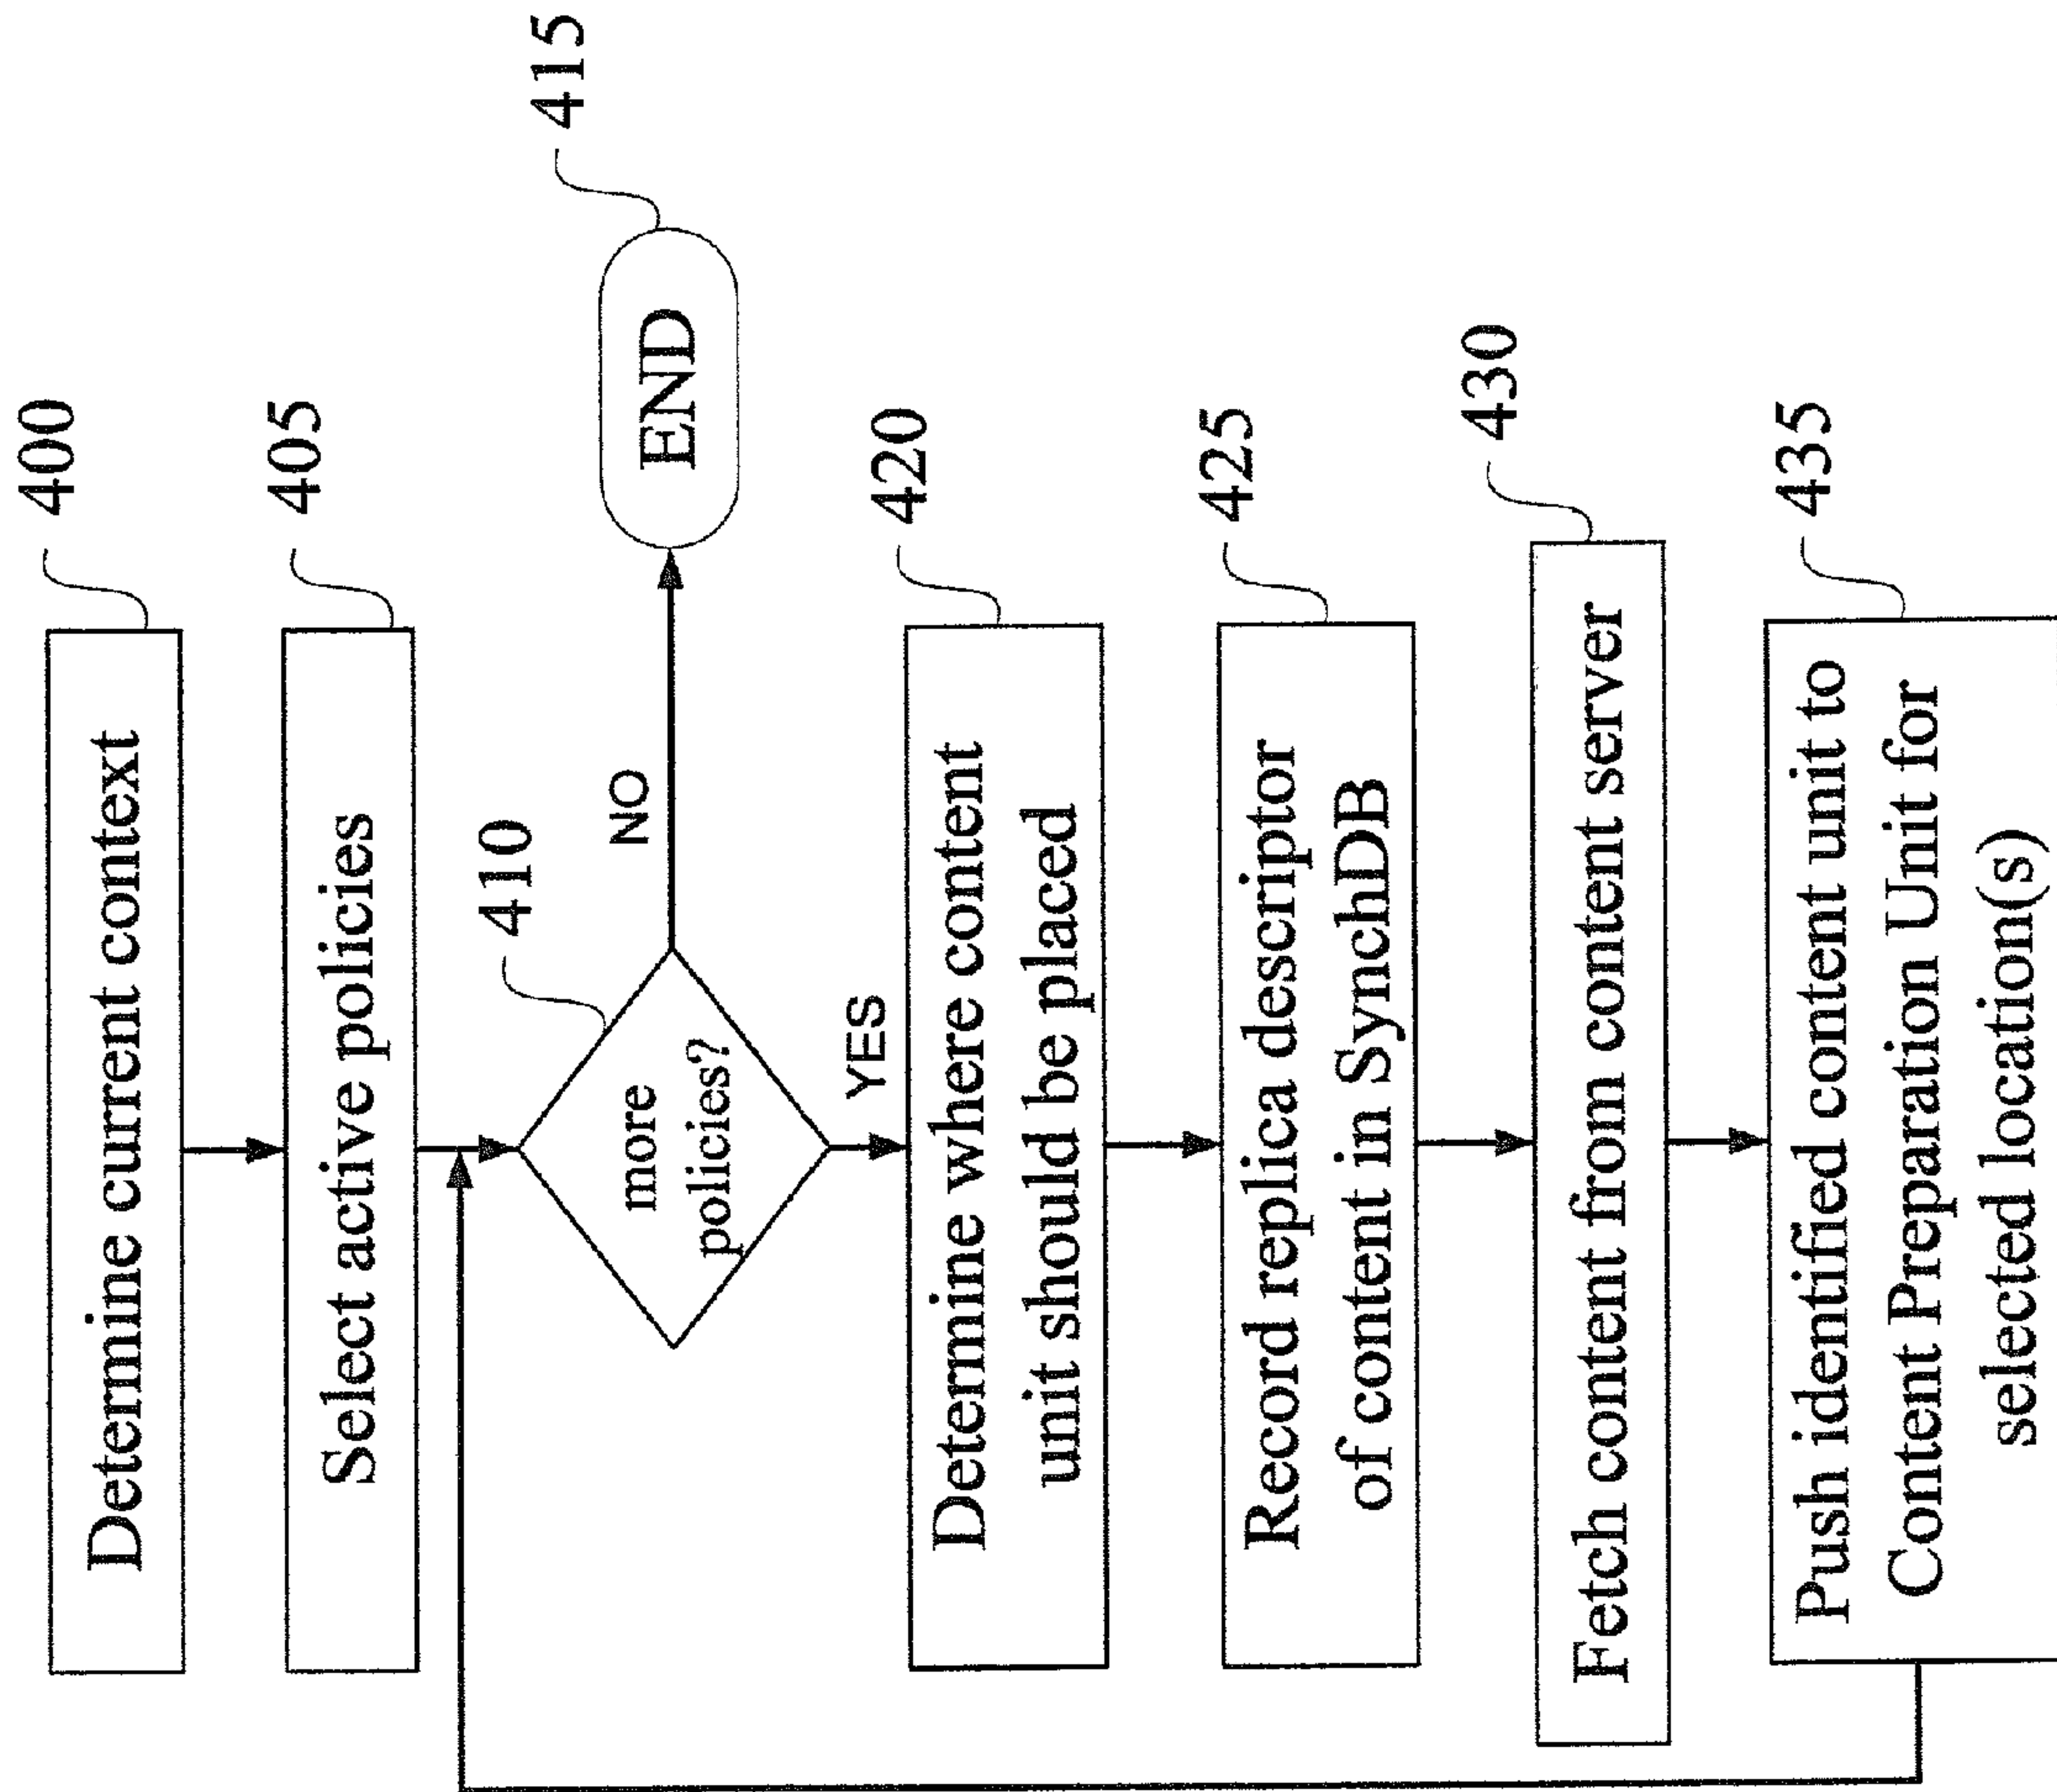 400
Determine current context
405
Select active policies
410
more
policies?
NO
415
END
YES
420
Determine where content
unit should be placed
425
Record replica descriptor
of content in SynchDB
430
Fetch content from content server
435
Push identified content unit to
Content Preparation Unit for
selected location(s)